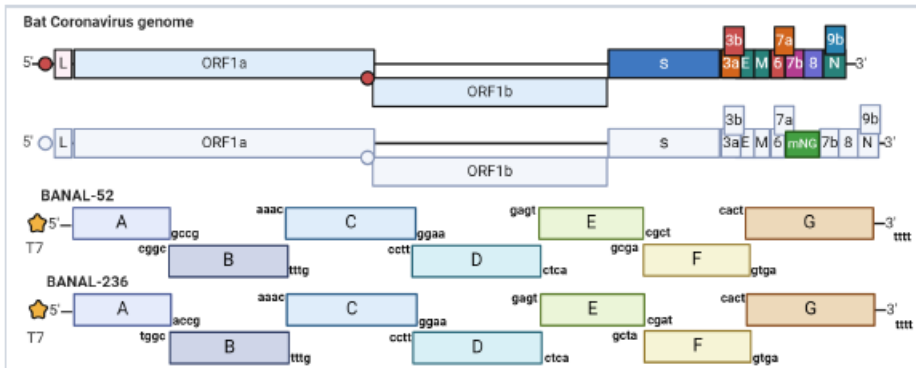 Bat Coronavirus genome
3b 7a 9b
5' L ORF1a S 3a E M 6 7b 8 N 3'
ORF1b
3b 7a 9b
5' L ORF1a S 3a E M 6 mNG 7b 8 N 3'
ORF1b
BANAL-52
5' A aaac C gagt E cact G 3'
T7 gccg ggaa cgct tttt
cggc B cctt D gcga F
tttg ctca gtga
BANAL-236
5' A aaac C gagt E cact G 3'
T7 accg ggaa cgat tttt
tggc B cctt D gcta F
tttg ctca gtga